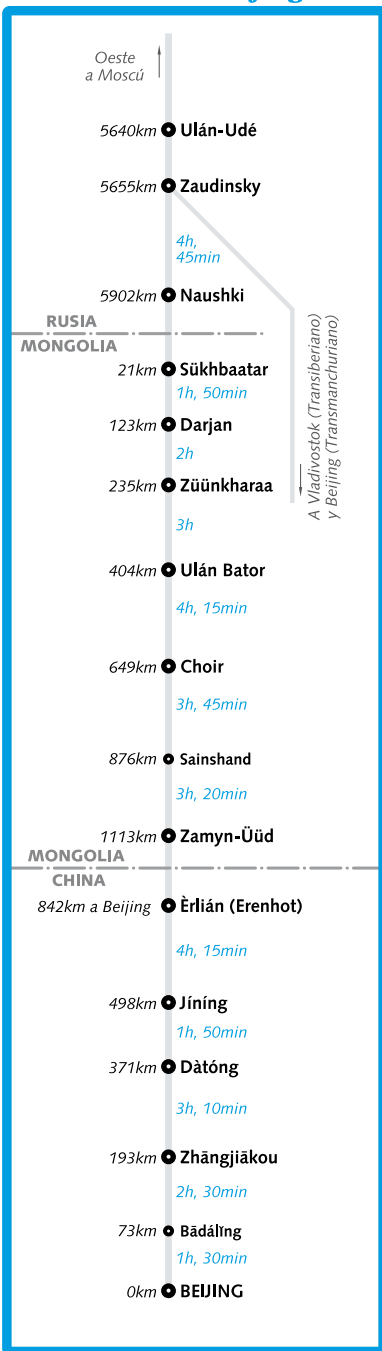 Oeste
a Moscú
5640km Ulán-Udé
5655km Zaudinsky
4h,
45min
5902km Naushki
RUSIA
MONGOLIA
21km Sükhbaatar
1h, 50min
123km Darjan
2h
235km Züünkharaa
3h
A Vladivostok (Transiberiano)
y Beijing (Transmanchuriano)
404km Ulán Bator
4h, 15min
649km Choir
3h, 45min
876km Sainshand
3h, 20min
1113km Zamyn-Üüd
MONGOLIA
CHINA
842km a Beijing Èrlián (Erenhot)
4h, 15min
498km Jíníng
1h, 50min
371km Dàtóng
3h, 10min
193km Zhāngjiākou
2h, 30min
73km Bādálǐng
1h, 30min
0km BEIJING